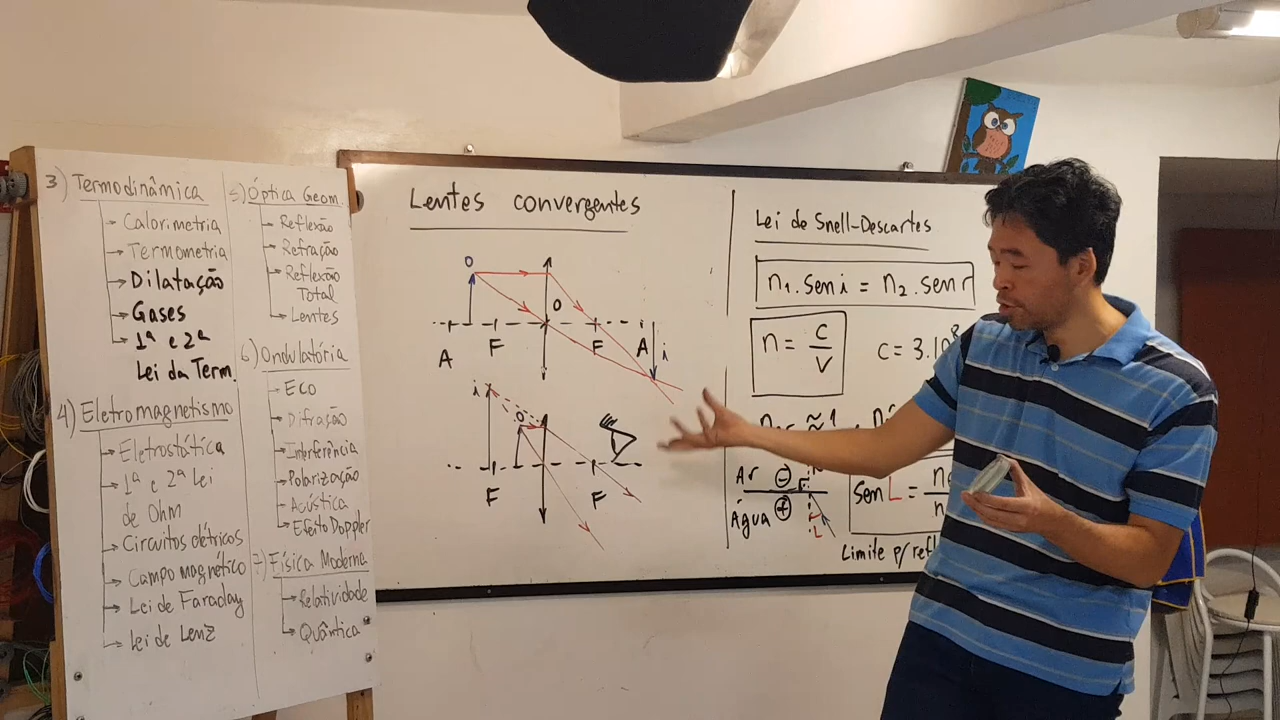 3) Termodinâmica
Calorimetria
Termometria
Dilatação
Gases
1ª e 2ª
Lei da Term.
4) Eletromagnetismo
Eletrostática
1ª e 2ª Lei
de Ohm
Circuitos elétricos
Campo magnético
Lei de Faraday
Lei de Lenz
5) Óptica Geom.
Reflexão
Refração
Reflexão
Total
Lentes
6) Ondulatória
Eco
Difração
Interferência
Polarização
Acústica
Efeito Doppler
7) Física Moderna
Relatividade
Quântica
Lentes convergentes
O
O
A F F A i
i
O
F F
Lei de Snell-Descartes
n₁.sen i = n₂.sen r
n = c/v
c = 3.10⁸
≈ 1
Ar ⊖
Água ⊕
L
Sen L =
Limite p/